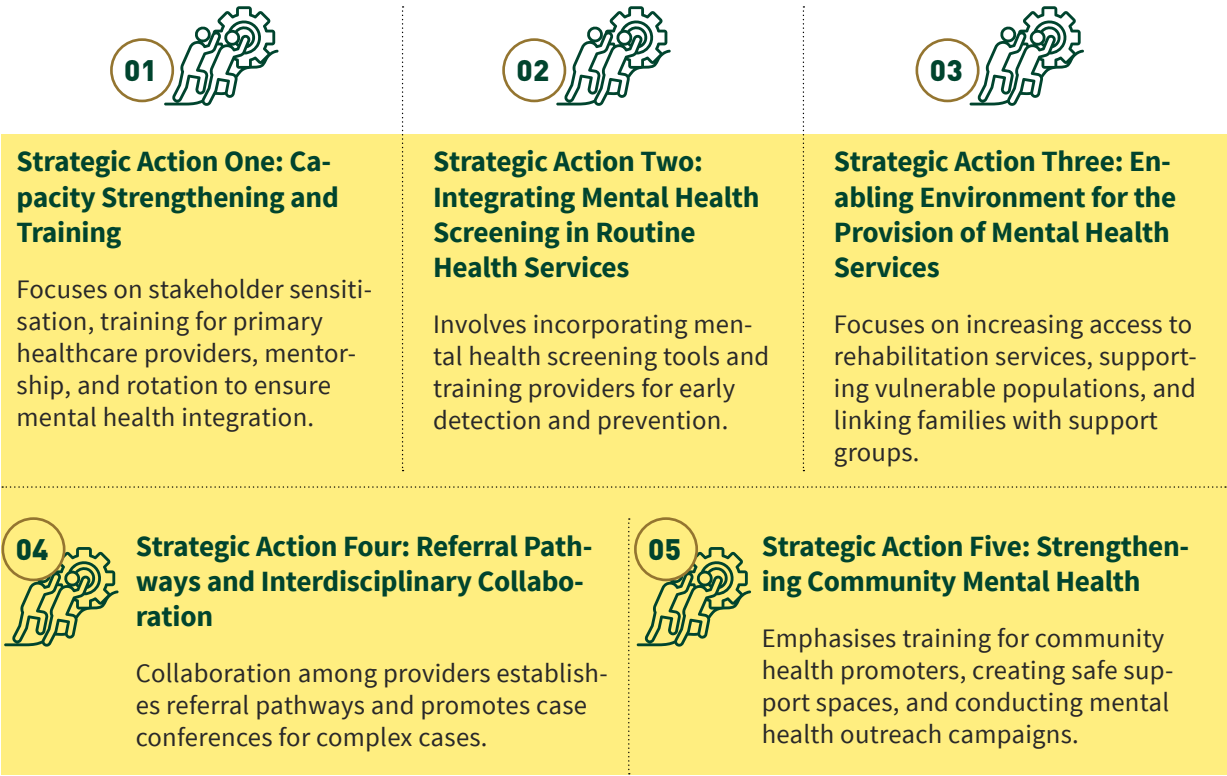 01
Strategic Action One: Ca-
pacity Strengthening and
Training
Focuses on stakeholder sensiti-
sation, training for primary
healthcare providers, mentor-
ship, and rotation to ensure
mental health integration.
02
Strategic Action Two:
Integrating Mental Health
Screening in Routine
Health Services
Involves incorporating men-
tal health screening tools and
training providers for early
detection and prevention.
03
Strategic Action Three: En-
abling Environment for the
Provision of Mental Health
Services
Focuses on increasing access to
rehabilitation services, support-
ing vulnerable populations, and
linking families with support
groups.
04
Strategic Action Four: Referral Path-
ways and Interdisciplinary Collabo-
ration
Collaboration among providers establish-
es referral pathways and promotes case
conferences for complex cases.
05
Strategic Action Five: Strengthen-
ing Community Mental Health
Emphasises training for community
health promoters, creating safe sup-
port spaces, and conducting mental
health outreach campaigns.